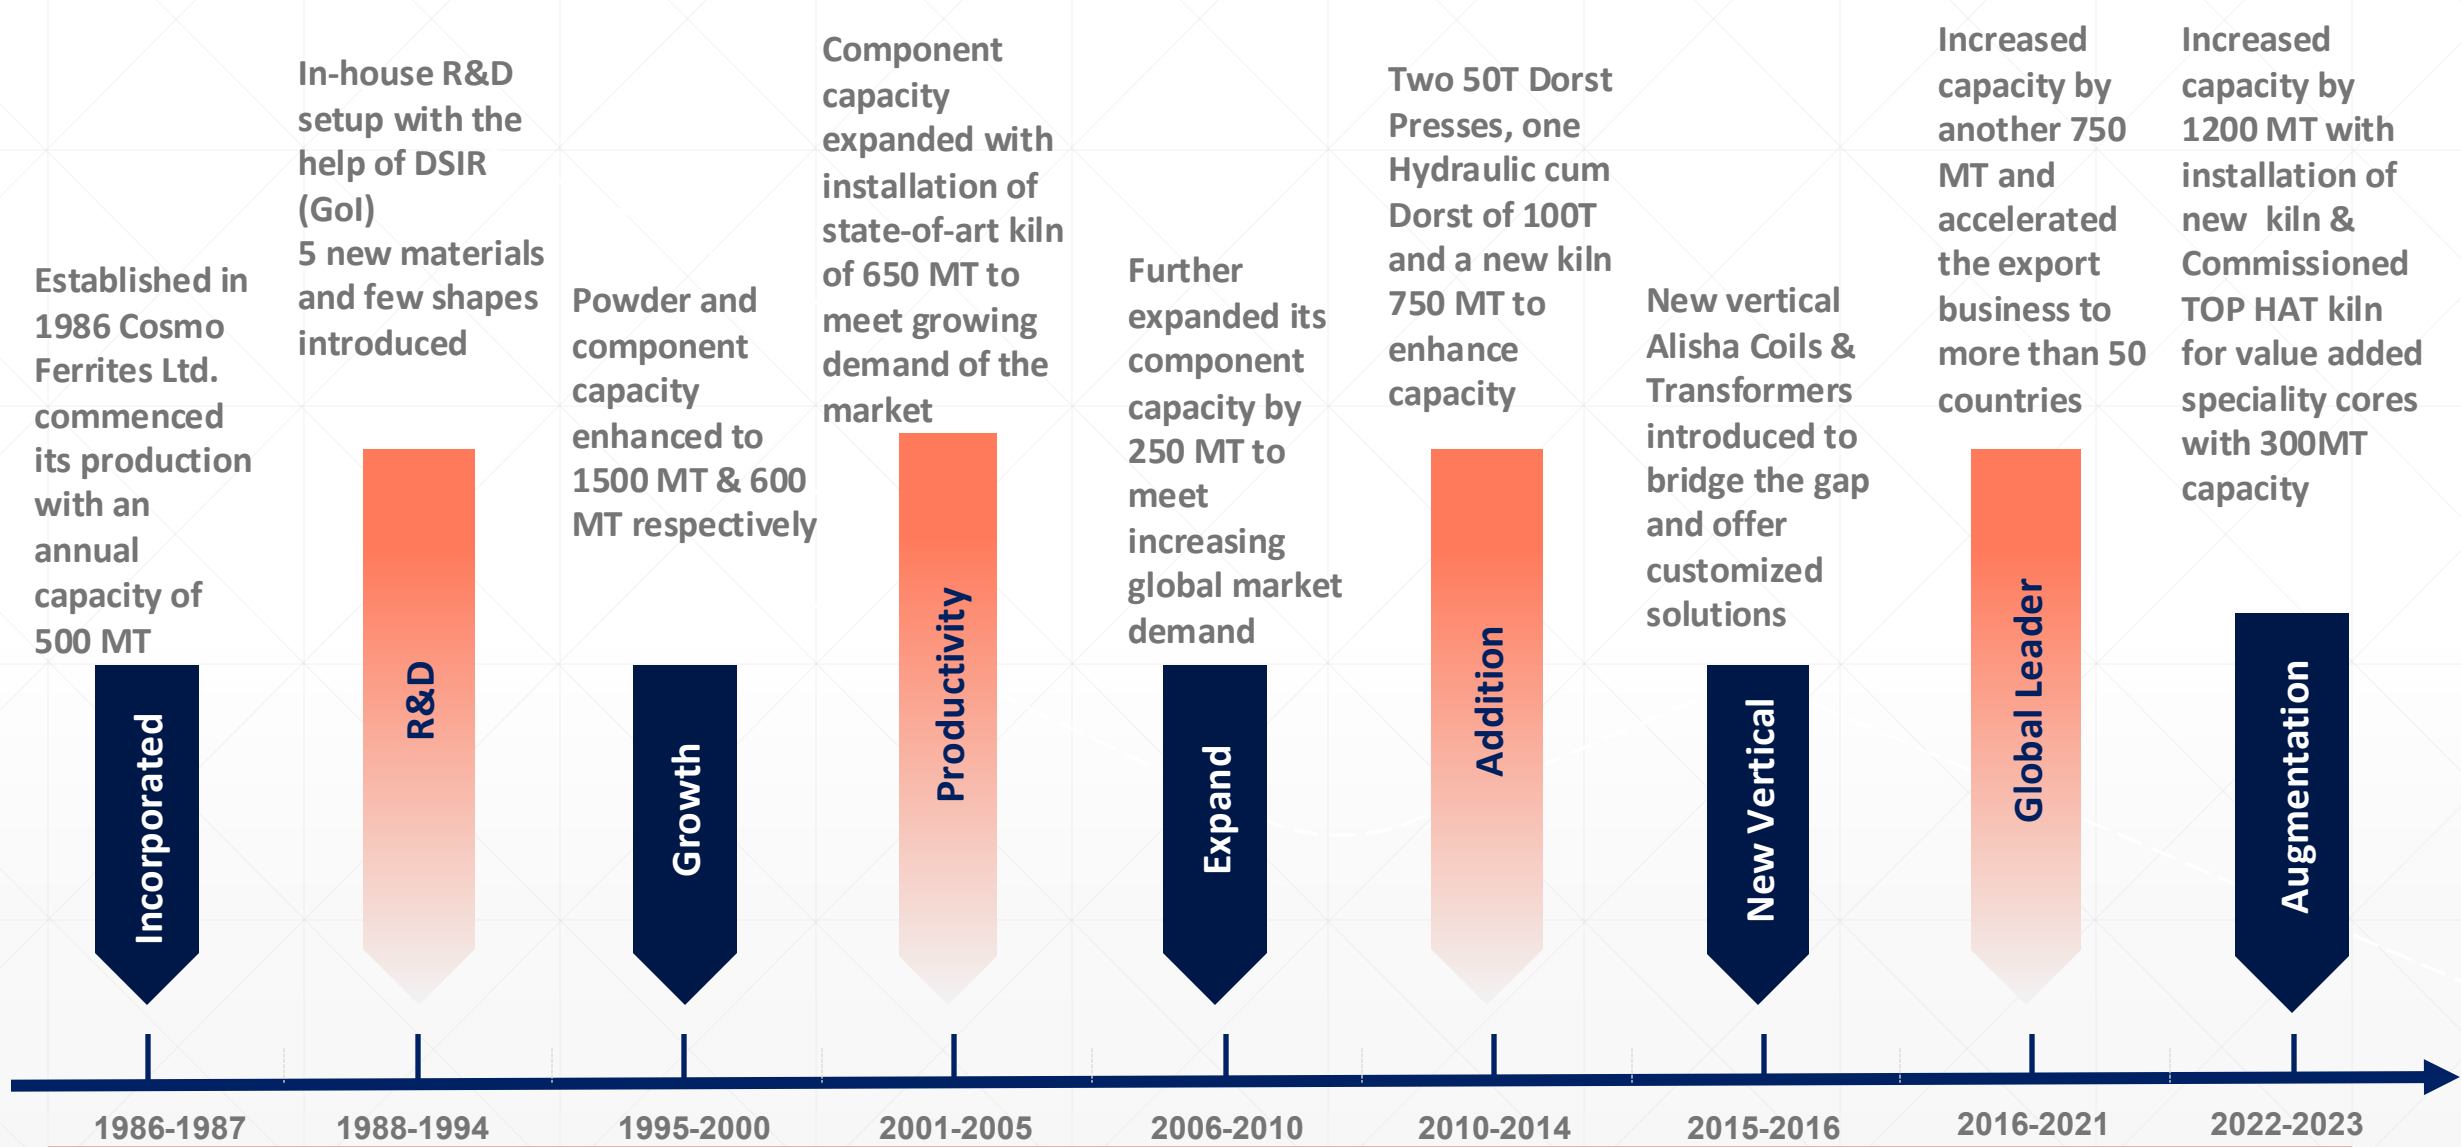 Established in
1986 Cosmo
Ferrites Ltd.
commenced
its production
with an
annual
capacity of
500 MT
Incorporated
1986-1987
In-house R&D
setup with the
help of DSIR
(GoI)
5 new materials
and few shapes
introduced
R&D
1988-1994
Powder and
component
capacity
enhanced to
1500 MT & 600
MT respectively
Growth
1995-2000
Component
capacity
expanded with
installation of
state-of-art kiln
of 650 MT to
meet growing
demand of the
market
Productivity
2001-2005
Further
expanded its
component
capacity by
250 MT to
meet
increasing
global market
demand
Expand
2006-2010
Two 50T Dorst
Presses, one
Hydraulic cum
Dorst of 100T
and a new kiln
750 MT to
enhance
capacity
Addition
2010-2014
New vertical
Alisha Coils &
Transformers
introduced to
bridge the gap
and offer
customized
solutions
New Vertical
2015-2016
Increased
capacity by
another 750
MT and
accelerated
the export
business to
more than 50
countries
Global Leader
2016-2021
Increased
capacity by
1200 MT with
installation of
new  kiln &
Commissioned
TOP HAT kiln
for value added
speciality cores
with 300MT
capacity
Augmentation
2022-2023